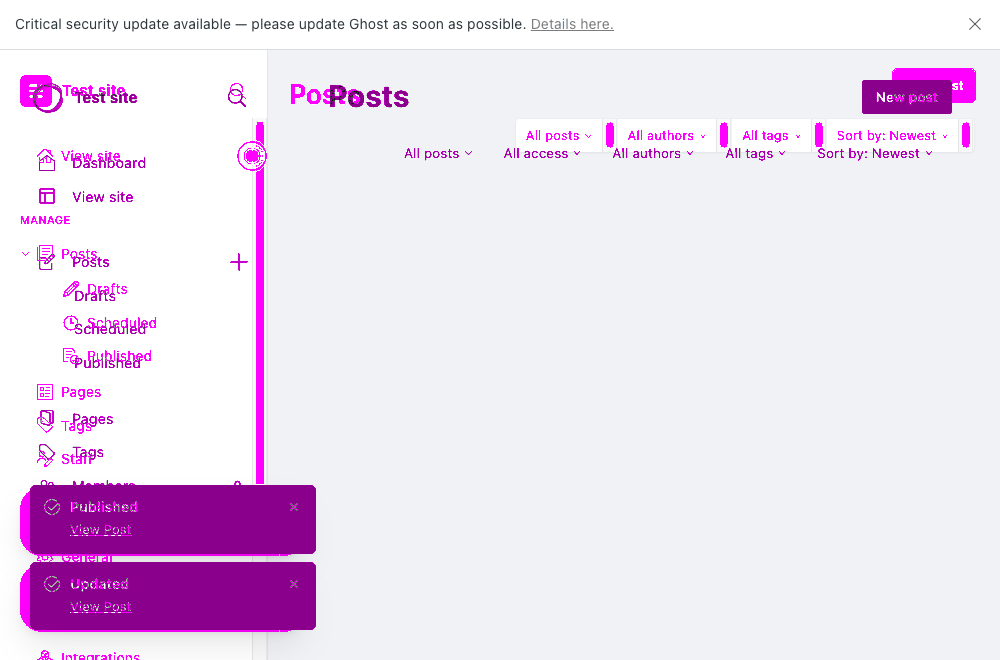 Critical security update available — please update Ghost as soon as possible. Details here.
Test site
Test site
Posts
Posts
New post
All posts
All authors
All tags
Sort by: Newest
All posts
All access
All authors
All tags
Sort by: Newest
View site
Dashboard
View site
MANAGE
Posts
Posts
Drafts
Drafts
Scheduled
Scheduled
Published
Published
Pages
Pages
Tags
Tags
Staff
Members
Published
View Post
General
Updated
View Post
Integrations